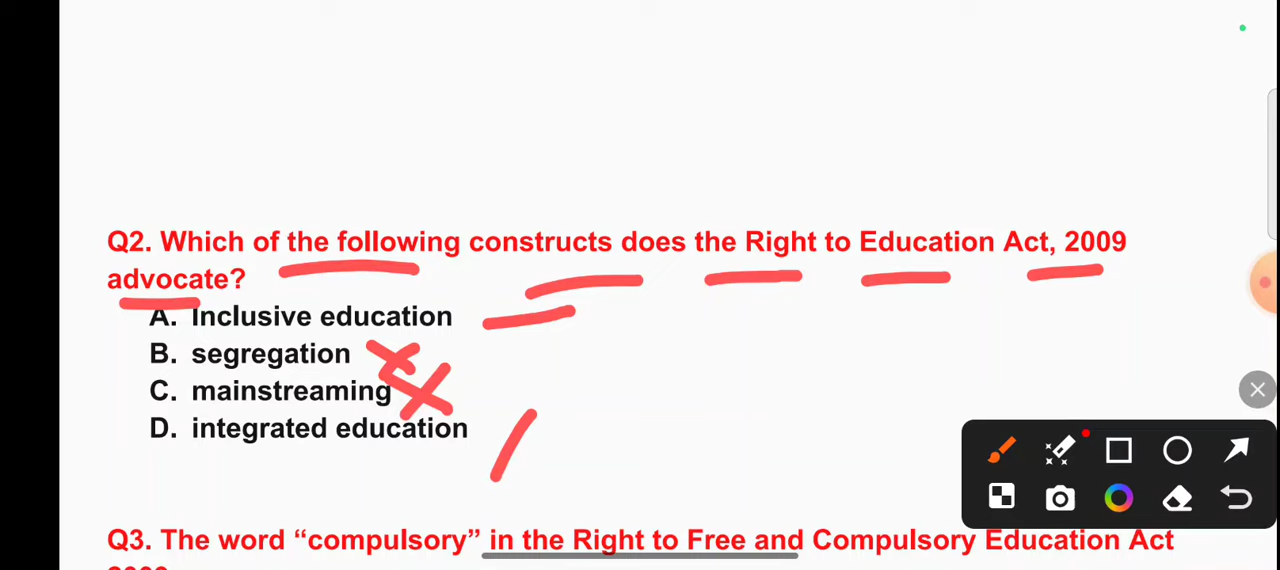 Q2. Which of the following constructs does the Right to Education Act, 2009
advocate?
A. Inclusive education
B. segregation
C. mainstreaming
D. integrated education
Q3. The word “compulsory” in the Right to Free and Compulsory Education Act
2009